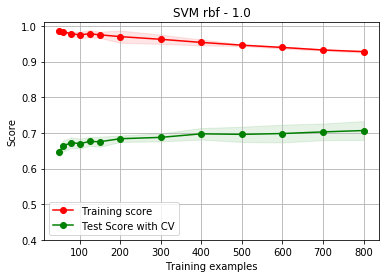 SVM rbf - 1.0
1.0
0.9
0.8
0.7
0.6
0.5
0.4
Score
Training score
Test Score with CV
100 200 300 400 500 600 700 800
Training examples